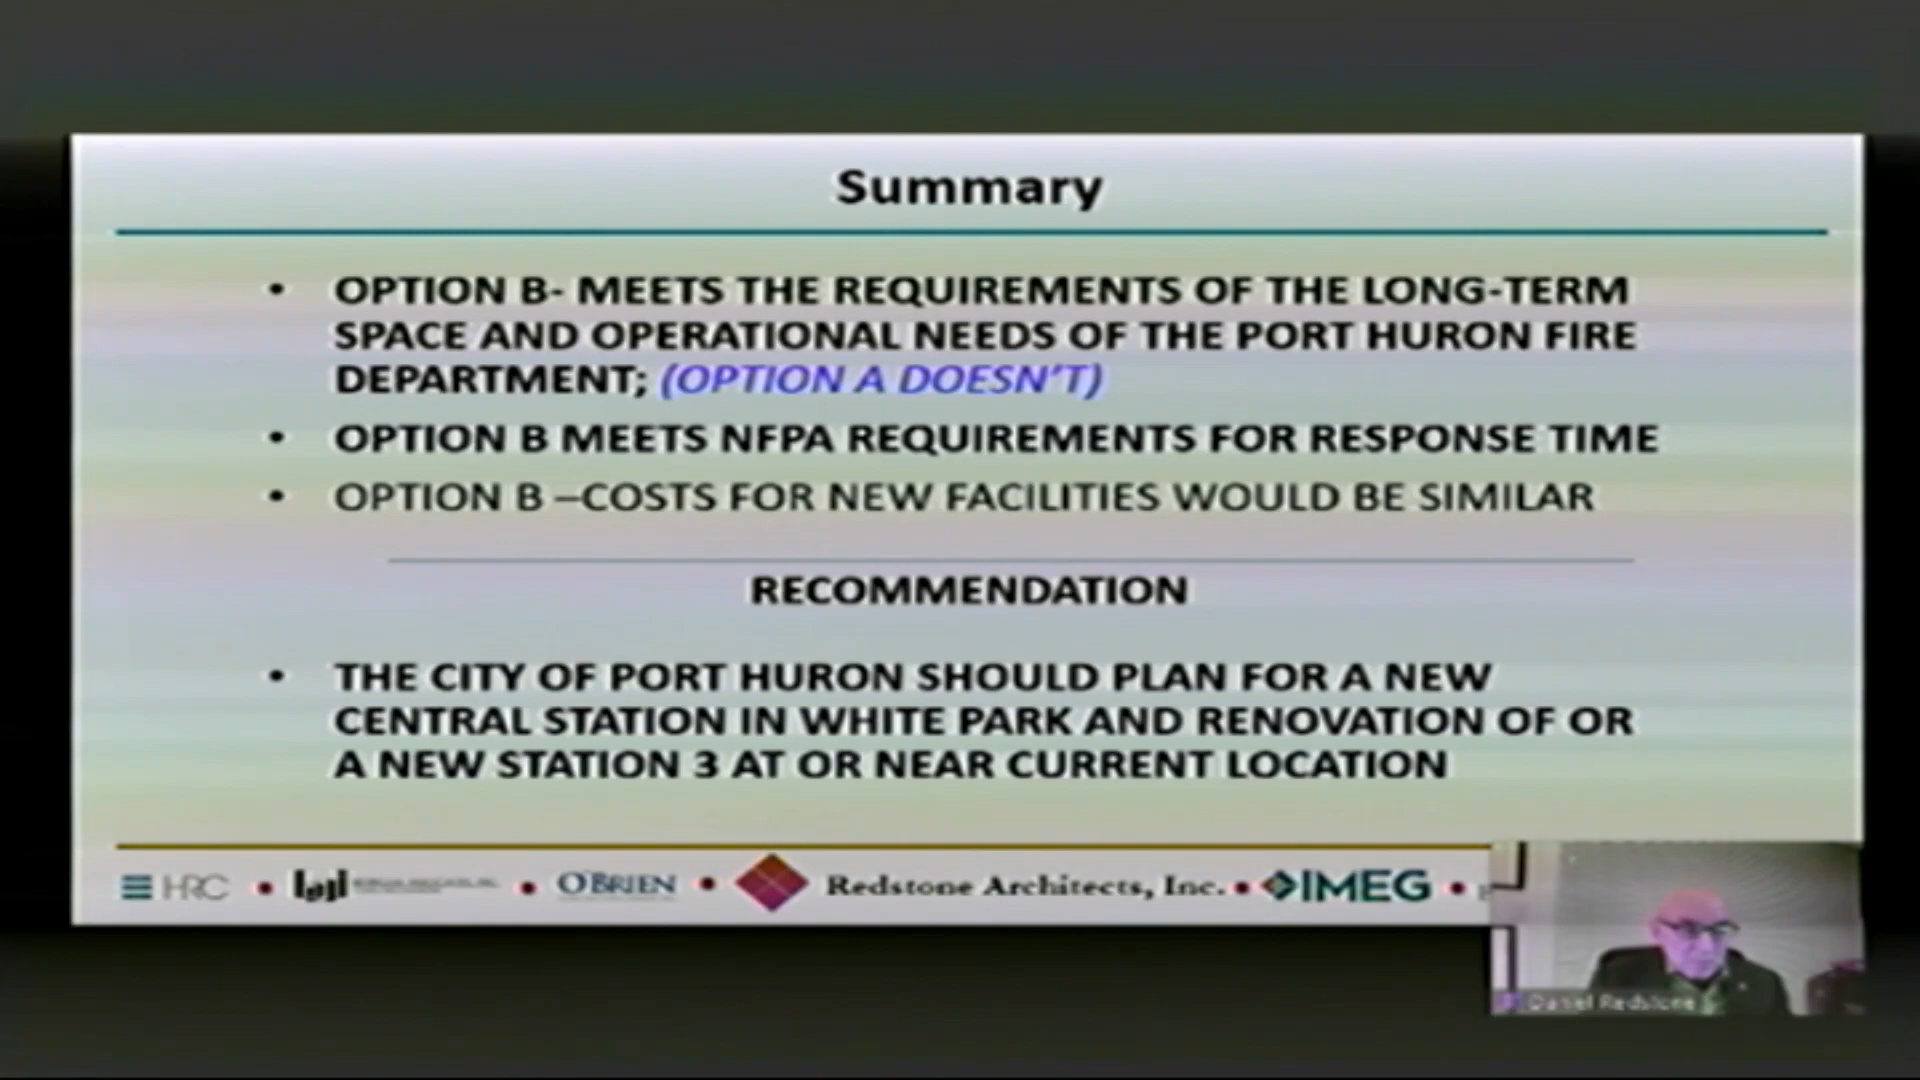 Summary
• OPTION B- MEETS THE REQUIREMENTS OF THE LONG-TERM
SPACE AND OPERATIONAL NEEDS OF THE PORT HURON FIRE
DEPARTMENT; (OPTION A DOESN'T)
• OPTION B MEETS NFPA REQUIREMENTS FOR RESPONSE TIME
• OPTION B –COSTS FOR NEW FACILITIES WOULD BE SIMILAR
RECOMMENDATION
• THE CITY OF PORT HURON SHOULD PLAN FOR A NEW
CENTRAL STATION IN WHITE PARK AND RENOVATION OF OR
A NEW STATION 3 AT OR NEAR CURRENT LOCATION
HRC • • O'BRIEN • Redstone Architects, Inc. • IMEG •
Daniel Redstone